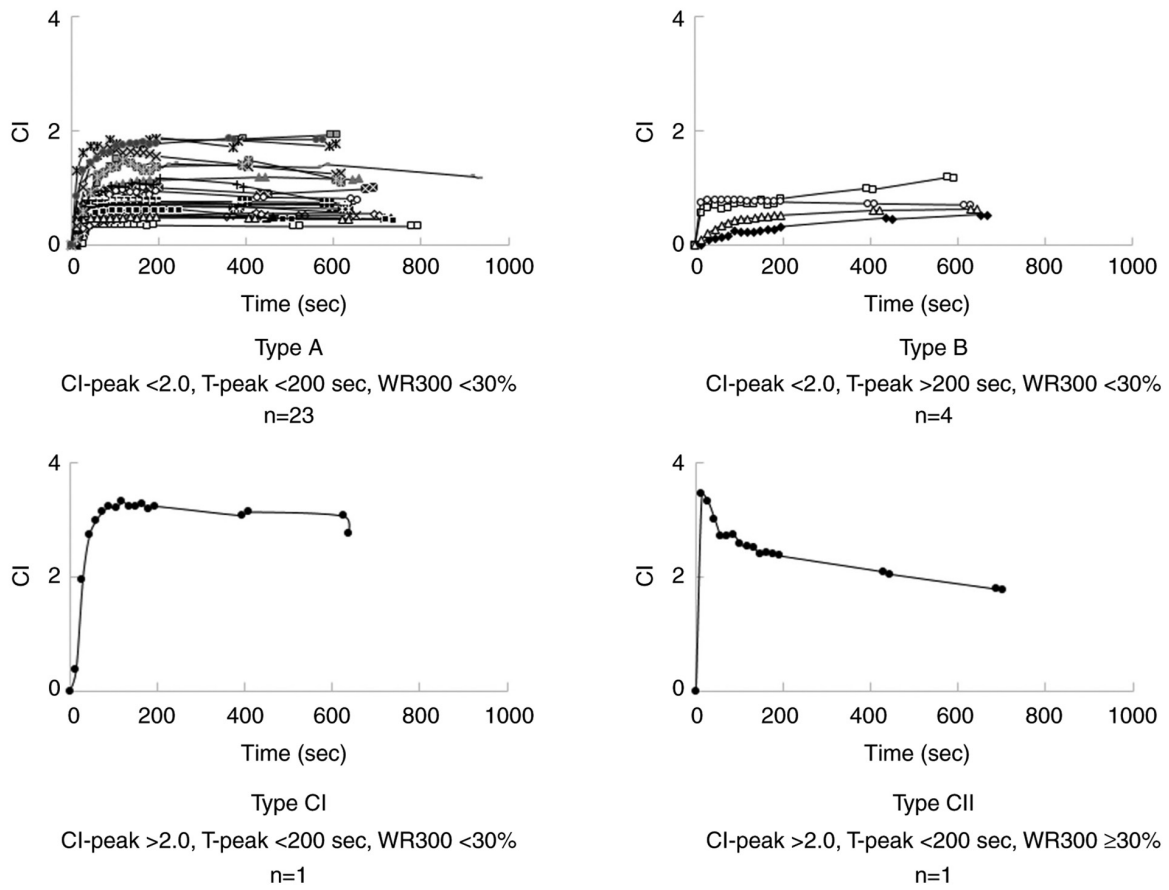 4
2
0
CI
0
200
400
600
800
1000
Time (sec)
Type A
CI-peak <2.0, T-peak <200 sec, WR300 <30%
n=23
4
2
0
CI
0
200
400
600
800
1000
Time (sec)
Type B
CI-peak <2.0, T-peak >200 sec, WR300 <30%
n=4
4
2
0
CI
0
200
400
600
800
1000
Time (sec)
Type CI
CI-peak >2.0, T-peak <200 sec, WR300 <30%
n=1
4
2
0
CI
0
200
400
600
800
1000
Time (sec)
Type CII
CI-peak >2.0, T-peak <200 sec, WR300 ≥30%
n=1